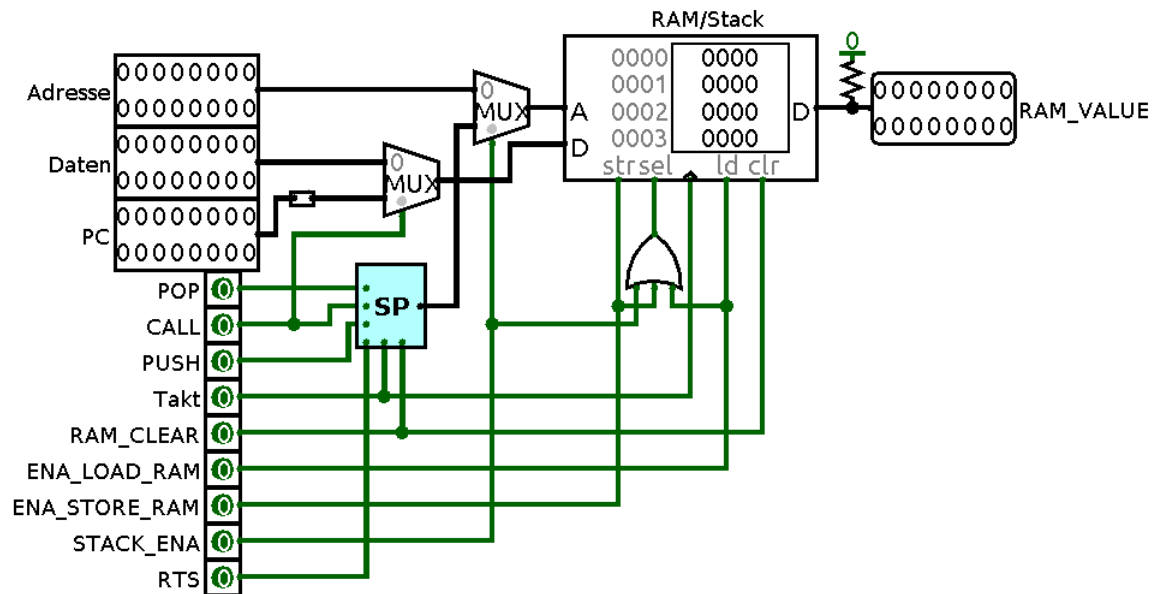 RAM/Stack
Adresse
00000000
00000000
Daten
00000000
00000000
PC
00000000
00000000
0
MUX
0
MUX
A
D
0000 0000
0001 0000
0002 0000
0003 0000
D
str sel ld clr
0
00000000
00000000
RAM_VALUE
SP
POP 0
CALL 0
PUSH 0
Takt 0
RAM_CLEAR 0
ENA_LOAD_RAM 0
ENA_STORE_RAM 0
STACK_ENA 0
RTS 0